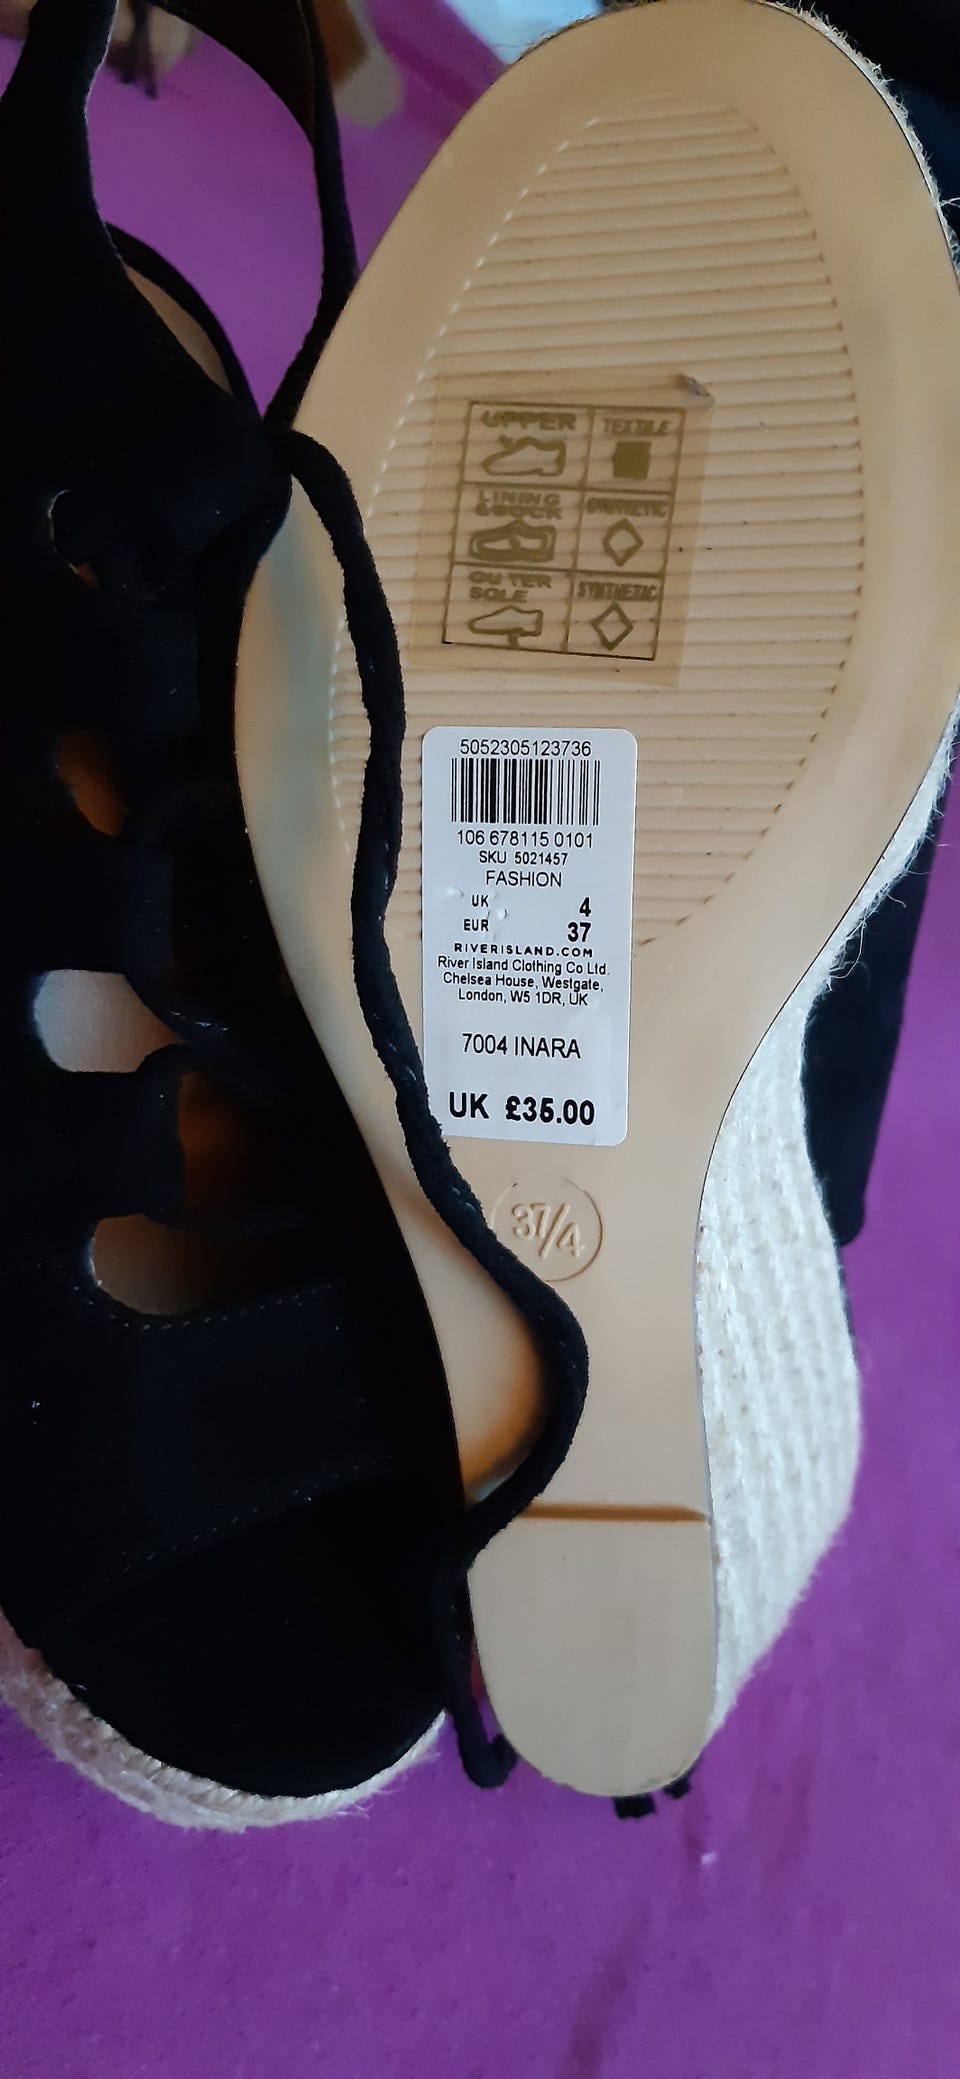 UPPER TEXTILE
LINING & SOCK SYNTHETIC
OUTER SOLE SYNTHETIC
5052305123736
106 678115 0101
SKU 5021457
FASHION
UK 4
EUR 37
RIVERISLAND.COM
River Island Clothing Co Ltd.
Chelsea House, Westgate,
London, W5 1DR, UK
7004 INARA
UK £35.00
37/4